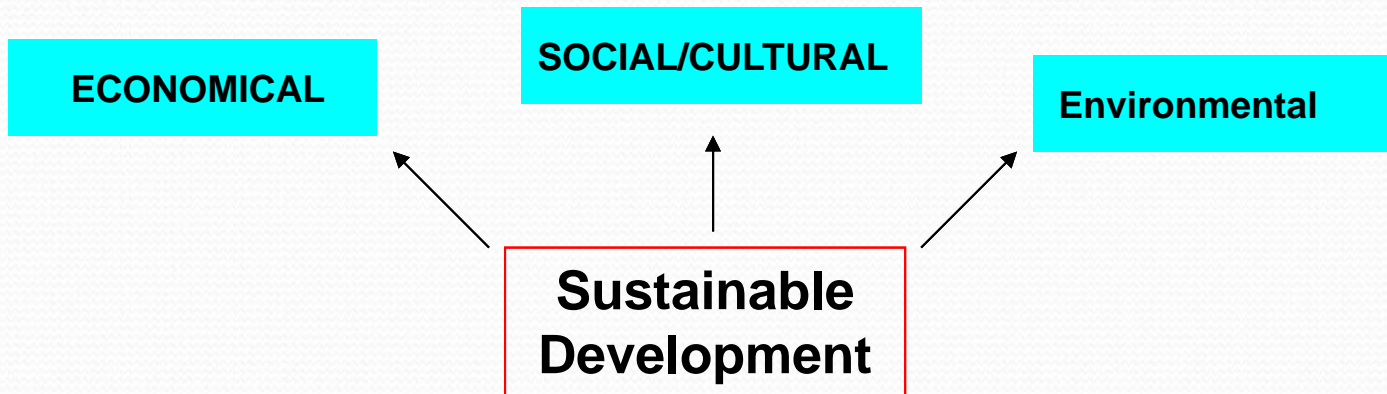 ECONOMICAL
SOCIAL/CULTURAL
Environmental
Sustainable
Development